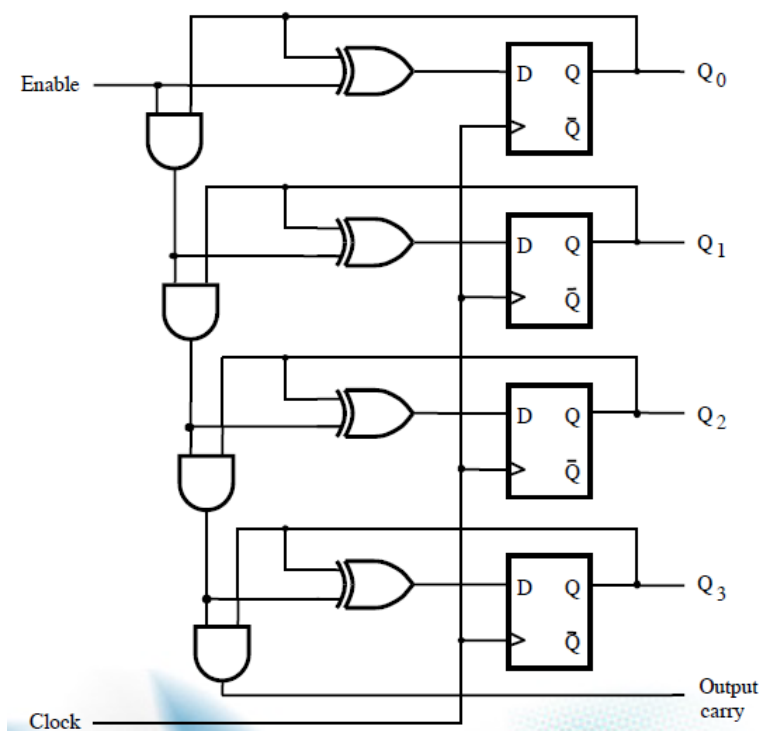 Enable
D Q Q0
Q̄
D Q Q1
Q̄
D Q Q2
Q̄
D Q Q3
Q̄
Output
carry
Clock